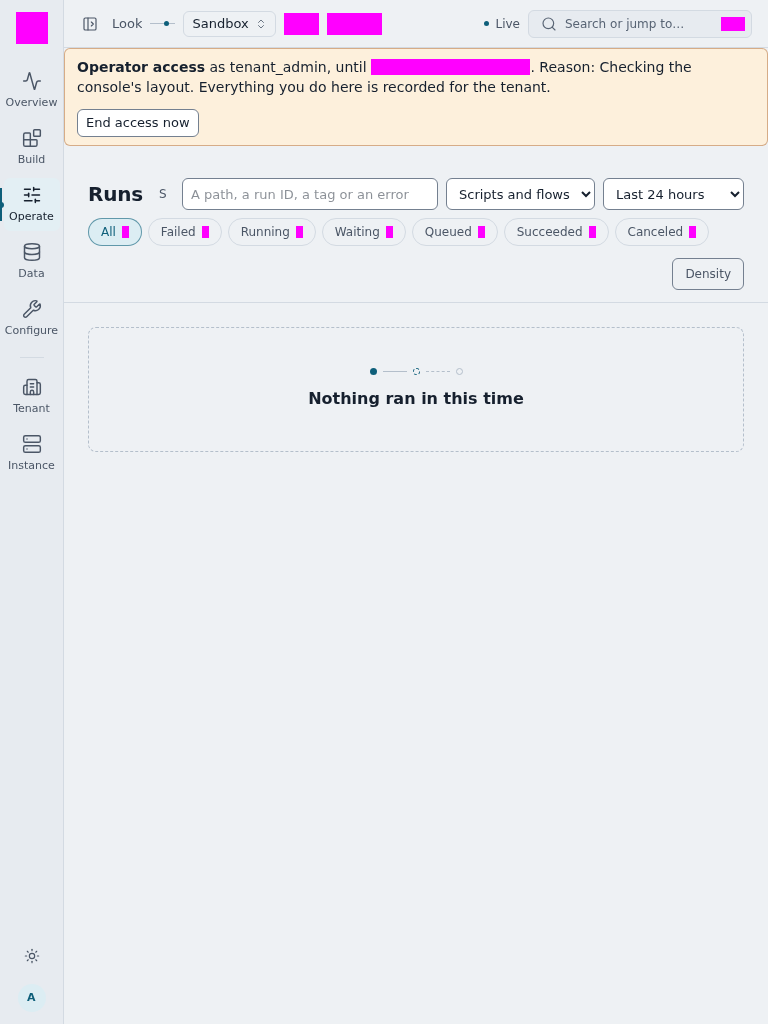 Look
Sandbox
Live
Search or jump to...
Overview
Build
Operate
Data
Configure
Tenant
Instance
A
Operator access as tenant_admin, until . Reason: Checking the
console's layout. Everything you do here is recorded for the tenant.
End access now
Runs S A path, a run ID, a tag or an error Scripts and flows Last 24 hours
All Failed Running Waiting Queued Succeeded Canceled
Density
Nothing ran in this time